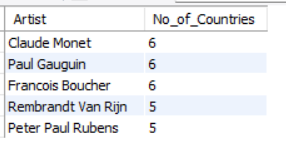 Artist No_of_Countries
Claude Monet 6
Paul Gauguin 6
Francois Boucher 6
Rembrandt Van Rijn 5
Peter Paul Rubens 5